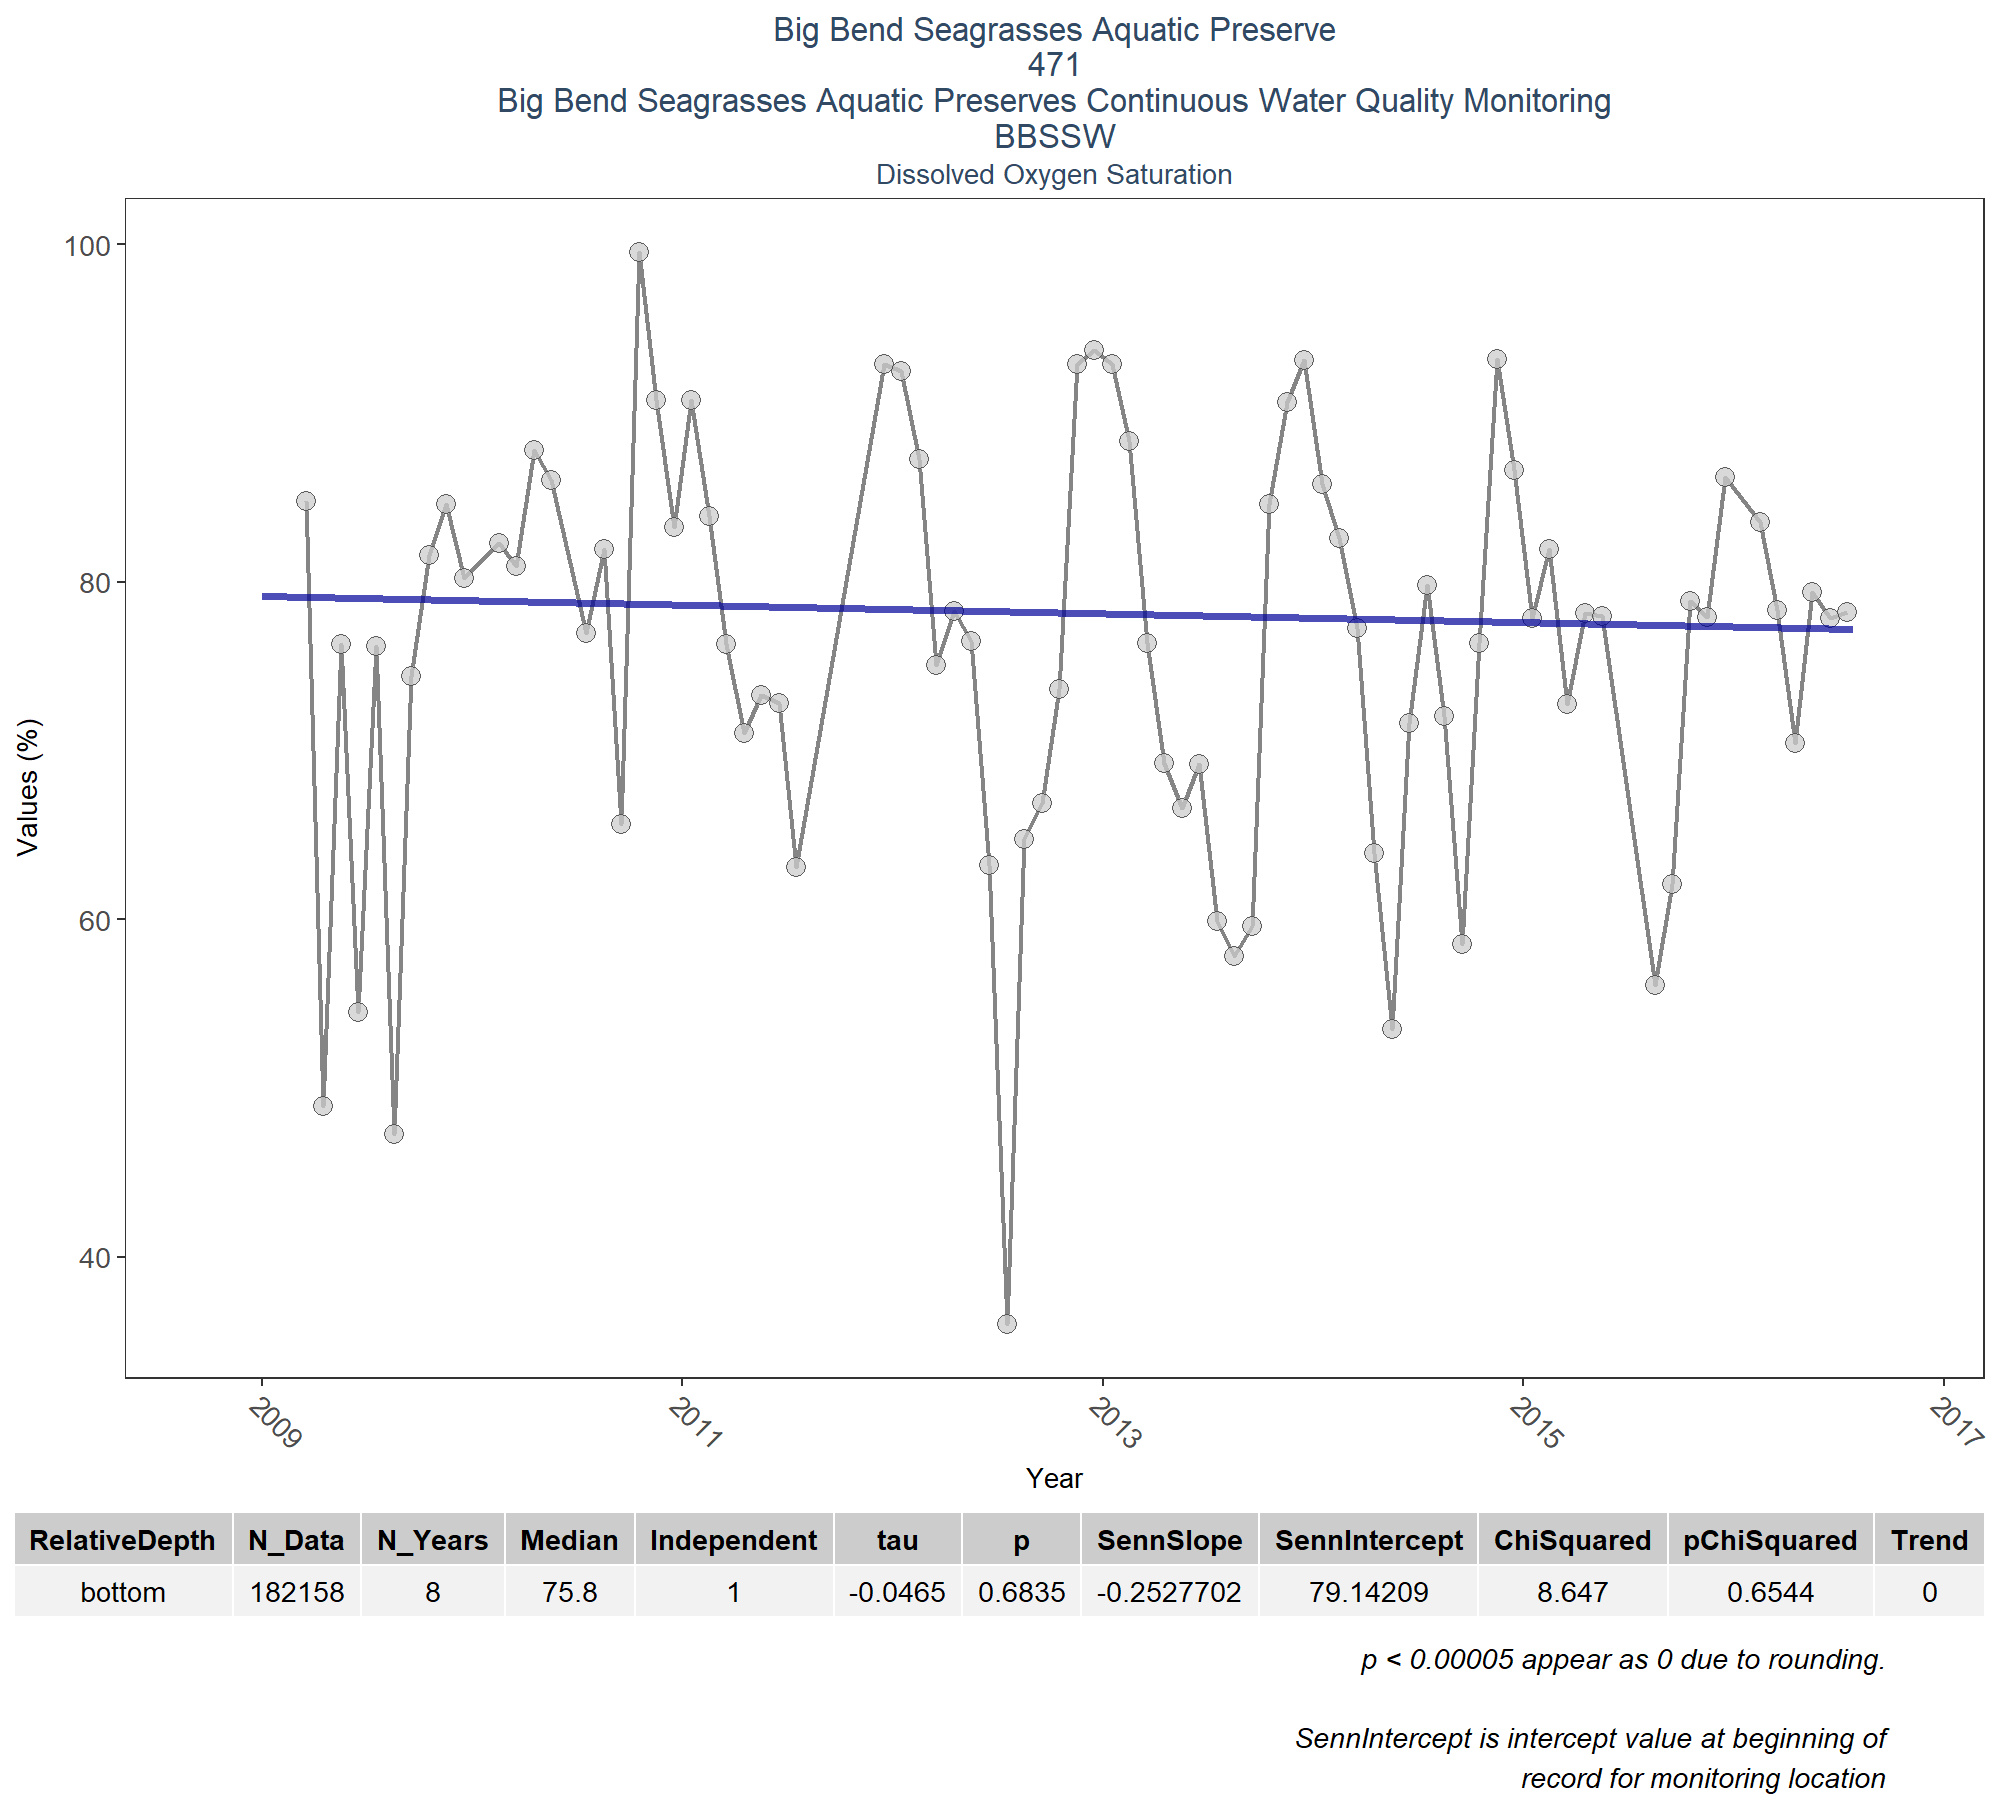 Big Bend Seagrasses Aquatic Preserve
471
Big Bend Seagrasses Aquatic Preserves Continuous Water Quality Monitoring
BBSSW
Dissolved Oxygen Saturation
100
80
60
40
Values (%)
2009 2011 2013 2015 2017
Year
RelativeDepth N_Data N_Years Median Independent tau p SennSlope SennIntercept ChiSquared pChiSquared Trend
bottom 182158 8 75.8 1 -0.0465 0.6835 -0.2527702 79.14209 8.647 0.6544 0
p < 0.00005 appear as 0 due to rounding.
SennIntercept is intercept value at beginning of
record for monitoring location